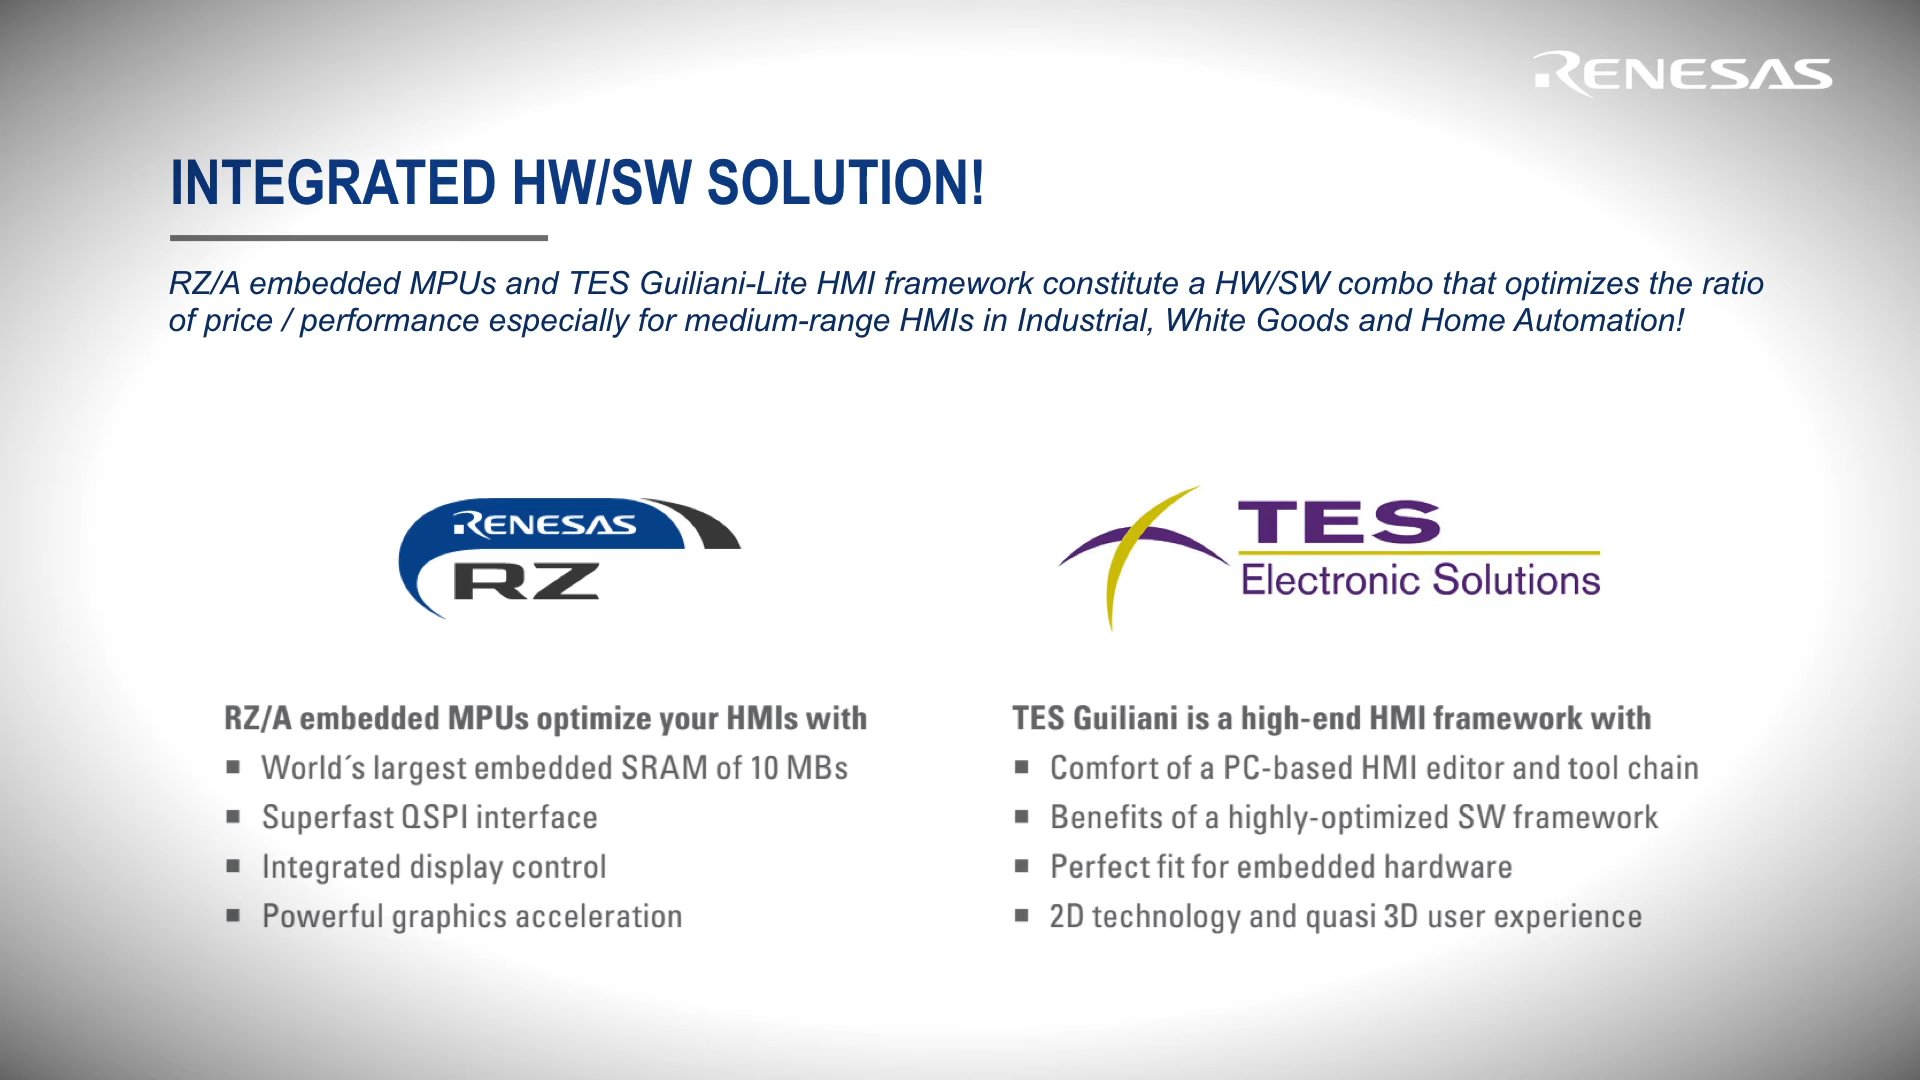 RENESAS
INTEGRATED HW/SW SOLUTION!
RZ/A embedded MPUs and TES Guiliani-Lite HMI framework constitute a HW/SW combo that optimizes the ratio
of price / performance especially for medium-range HMIs in Industrial, White Goods and Home Automation!
RENESAS
RZ
TES
Electronic Solutions
RZ/A embedded MPUs optimize your HMIs with
▪ World´s largest embedded SRAM of 10 MBs
▪ Superfast QSPI interface
▪ Integrated display control
▪ Powerful graphics acceleration
TES Guiliani is a high-end HMI framework with
▪ Comfort of a PC-based HMI editor and tool chain
▪ Benefits of a highly-optimized SW framework
▪ Perfect fit for embedded hardware
▪ 2D technology and quasi 3D user experience